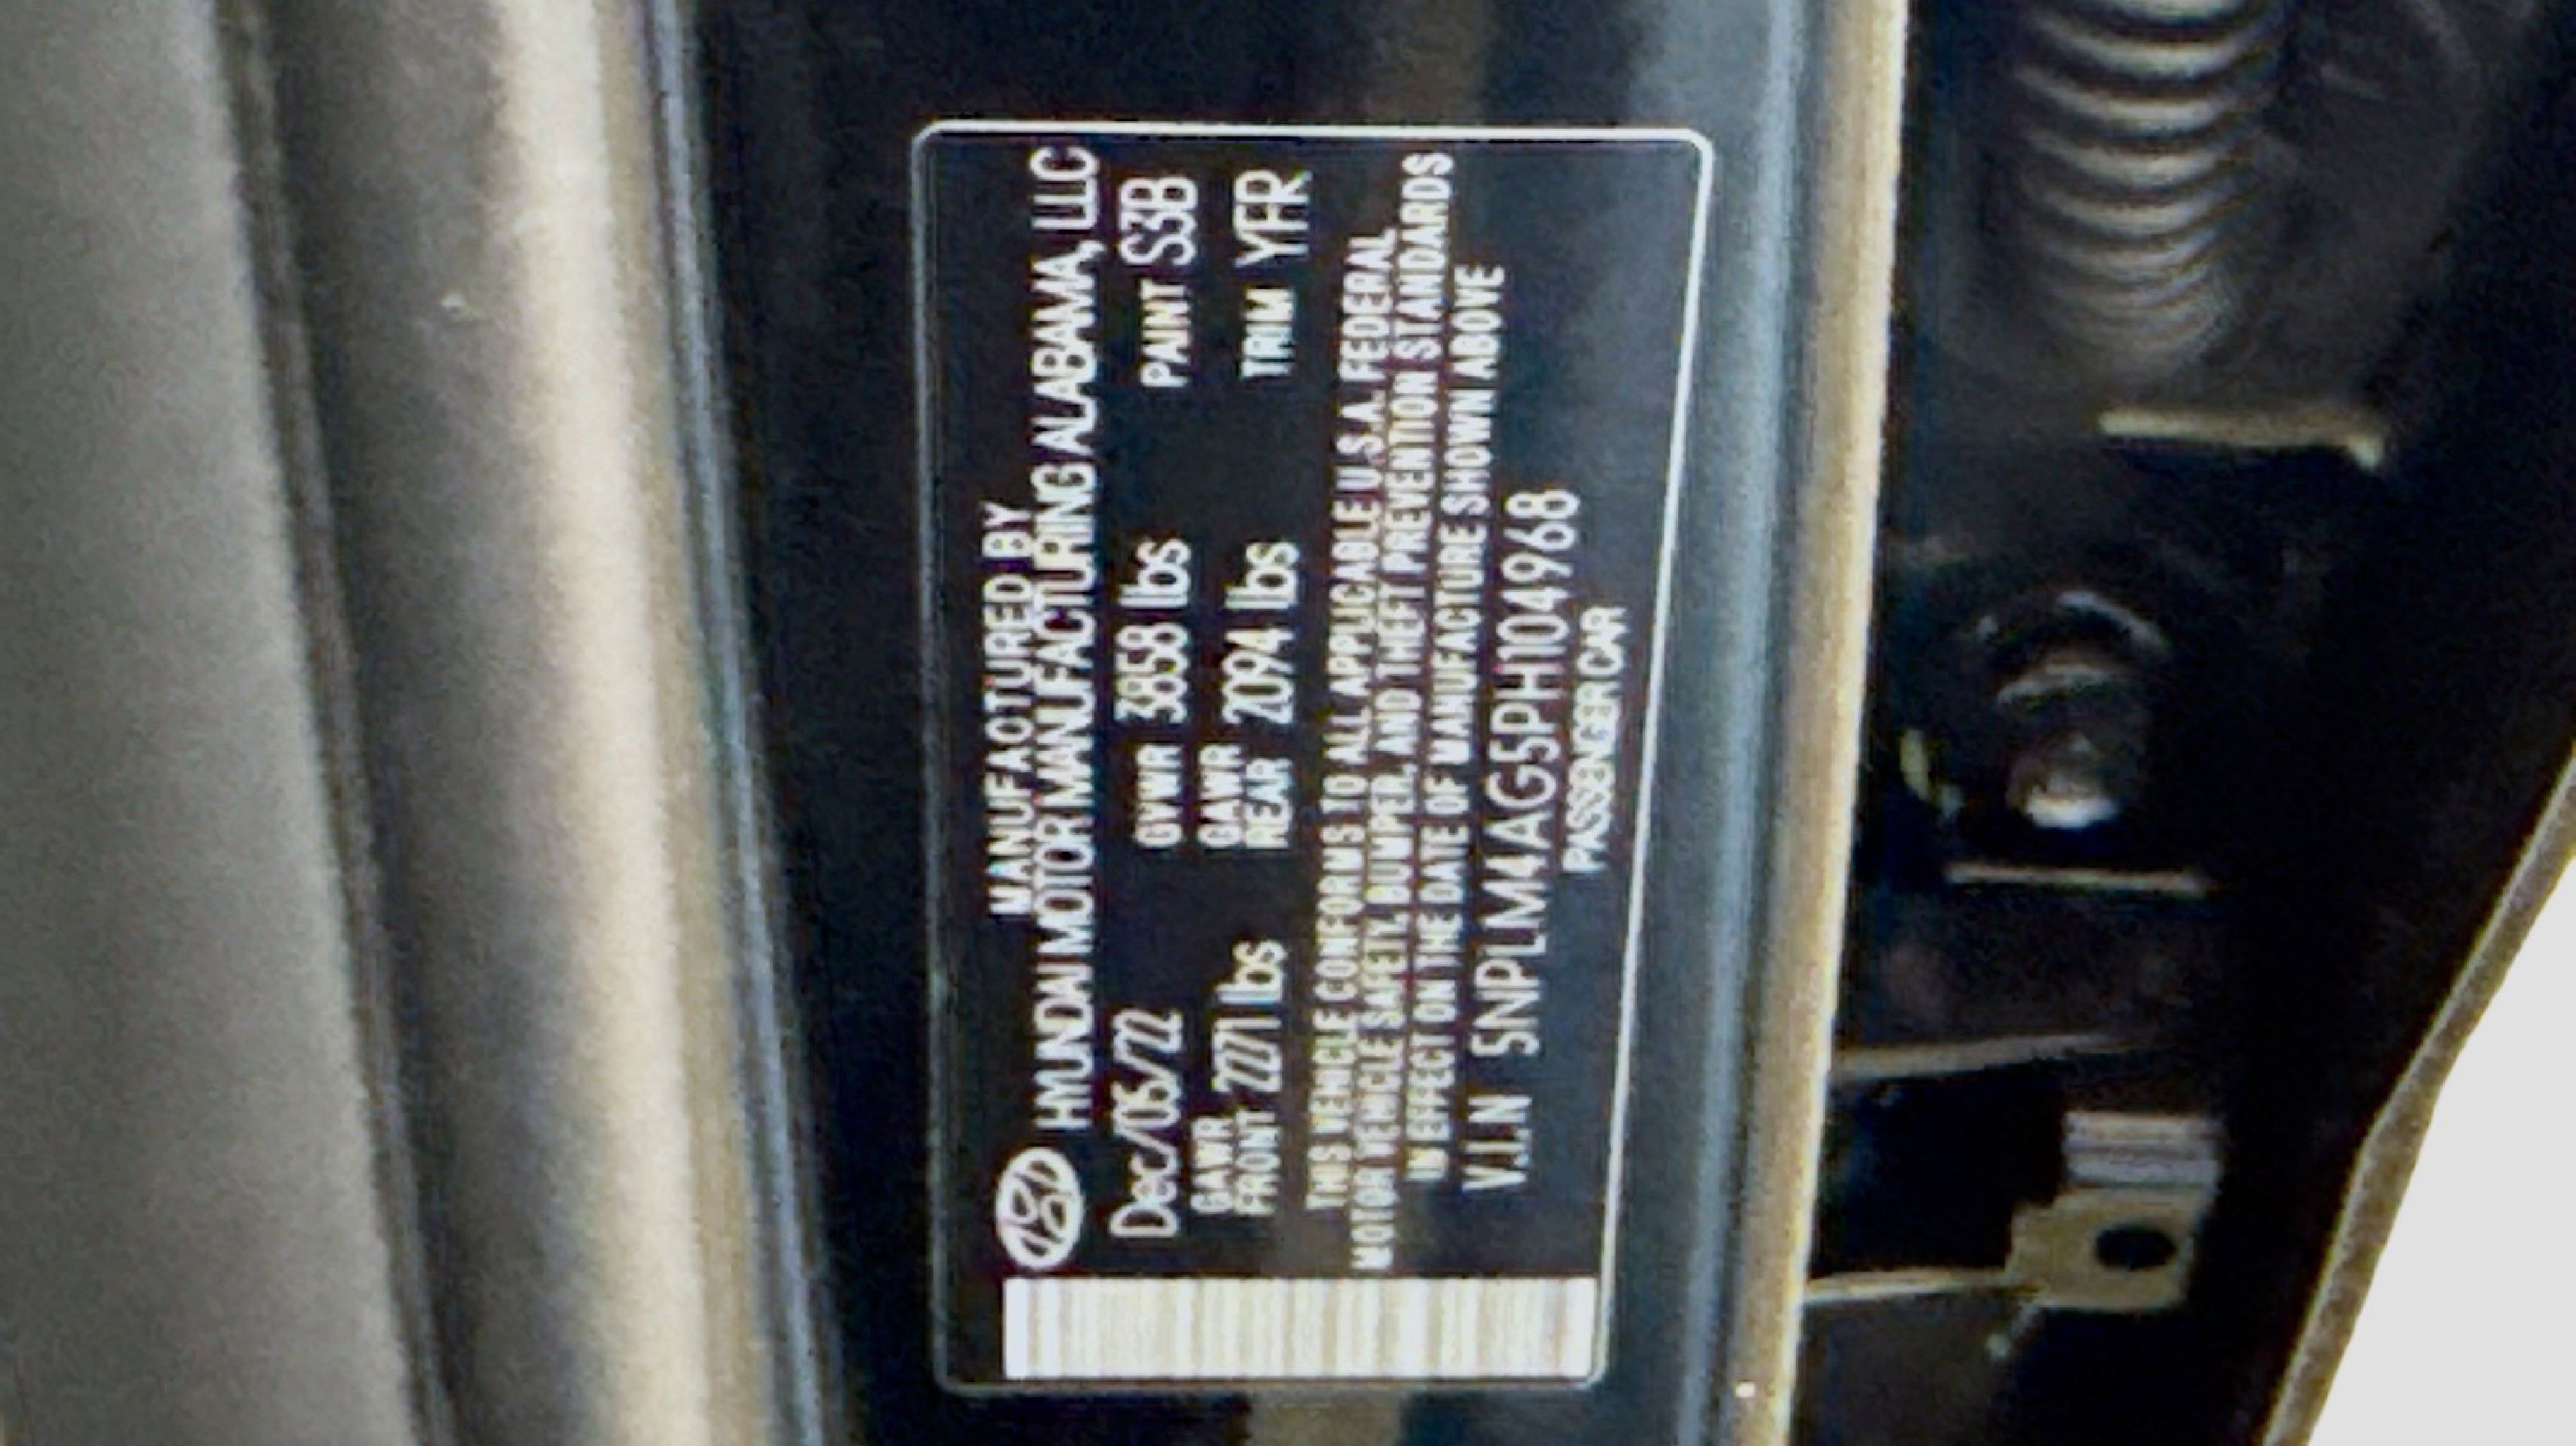 MANUFACTURED BY
HYUNDAI MOTOR MANUFACTURING ALABAMA, LLC
Dec/05/22 GVWR 3858 lbs PAINT S3B
GAWR FRONT 2271 lbs GAWR REAR 2094 lbs TRIM YFR
THIS VEHICLE CONFORMS TO ALL APPLICABLE U.S.A. FEDERAL
MOTOR VEHICLE SAFETY, BUMPER, AND THEFT PREVENTION STANDARDS
IN EFFECT ON THE DATE OF MANUFACTURE SHOWN ABOVE
V.I.N 5NPLM4AG5PH104968
PASSENGER CAR